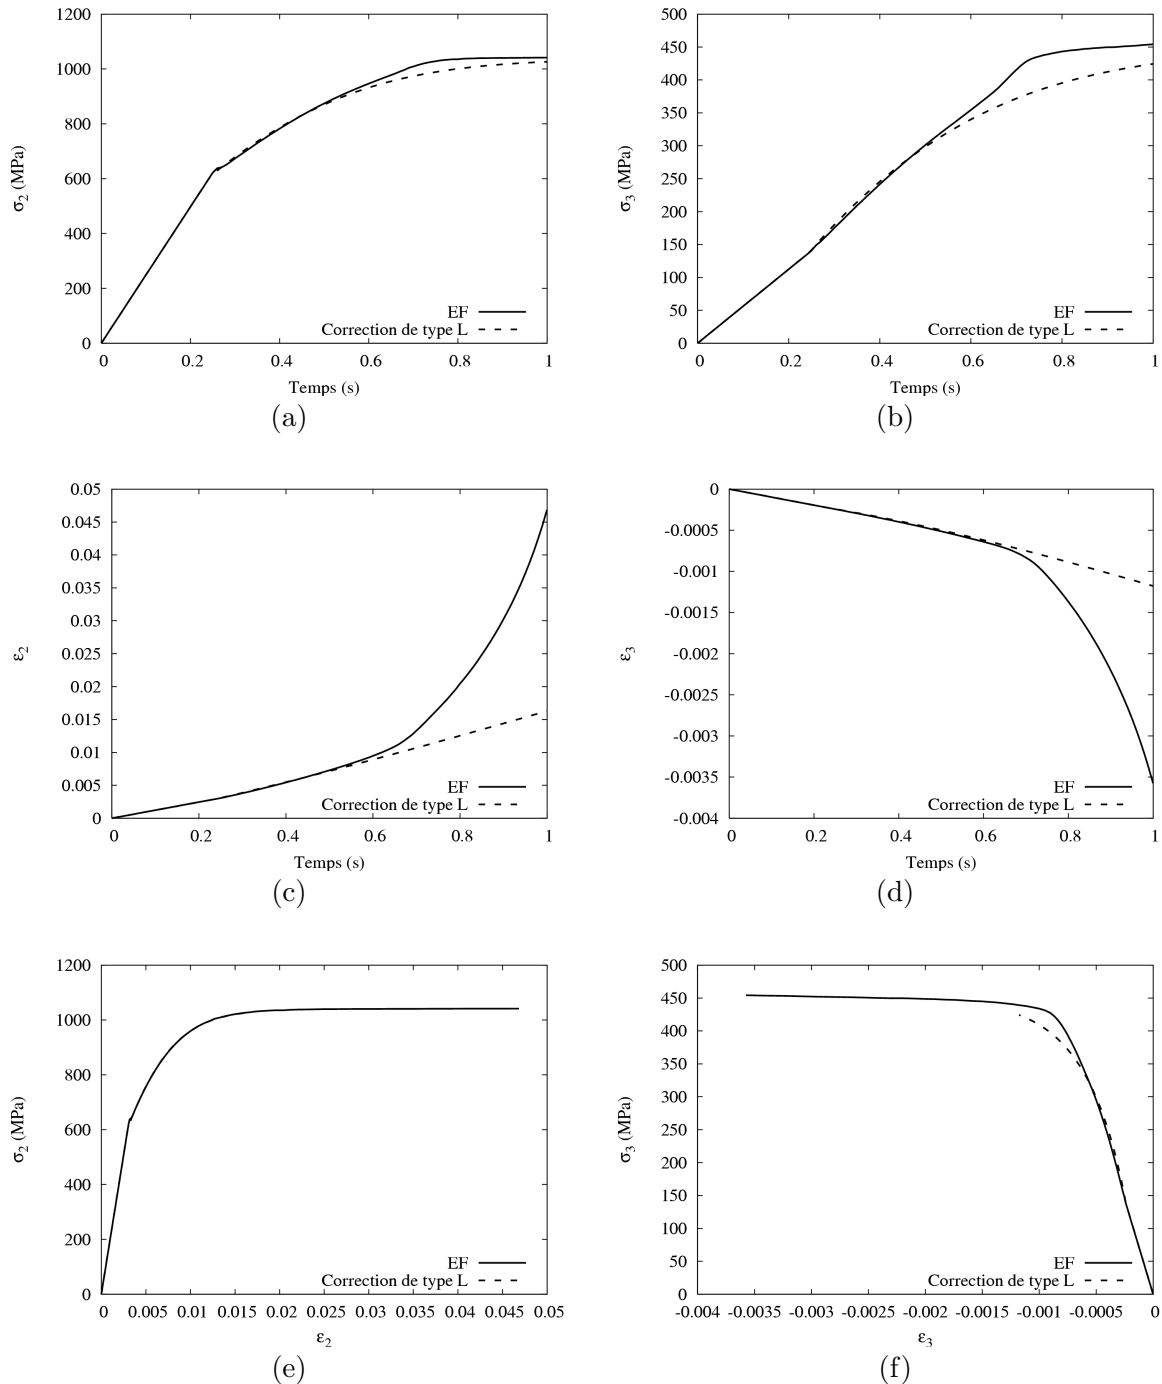 1200
1000
800
600
400
200
0
σ2 (MPa)
EF
Correction de type L
0 0.2 0.4 0.6 0.8 1
Temps (s)
(a)
500
450
400
350
300
250
200
150
100
50
0
σ3 (MPa)
EF
Correction de type L
0 0.2 0.4 0.6 0.8 1
Temps (s)
(b)
0.05
0.045
0.04
0.035
0.03
0.025
0.02
0.015
0.01
0.005
0
ε2
EF
Correction de type L
0 0.2 0.4 0.6 0.8 1
Temps (s)
(c)
0
-0.0005
-0.001
-0.0015
-0.002
-0.0025
-0.003
-0.0035
-0.004
ε3
EF
Correction de type L
0 0.2 0.4 0.6 0.8 1
Temps (s)
(d)
1200
1000
800
600
400
200
0
σ2 (MPa)
EF
Correction de type L
0 0.005 0.01 0.015 0.02 0.025 0.03 0.035 0.04 0.045 0.05
ε2
(e)
500
450
400
350
300
250
200
150
100
50
0
σ3 (MPa)
EF
Correction de type L
-0.004 -0.0035 -0.003 -0.0025 -0.002 -0.0015 -0.001 -0.0005 0
ε3
(f)